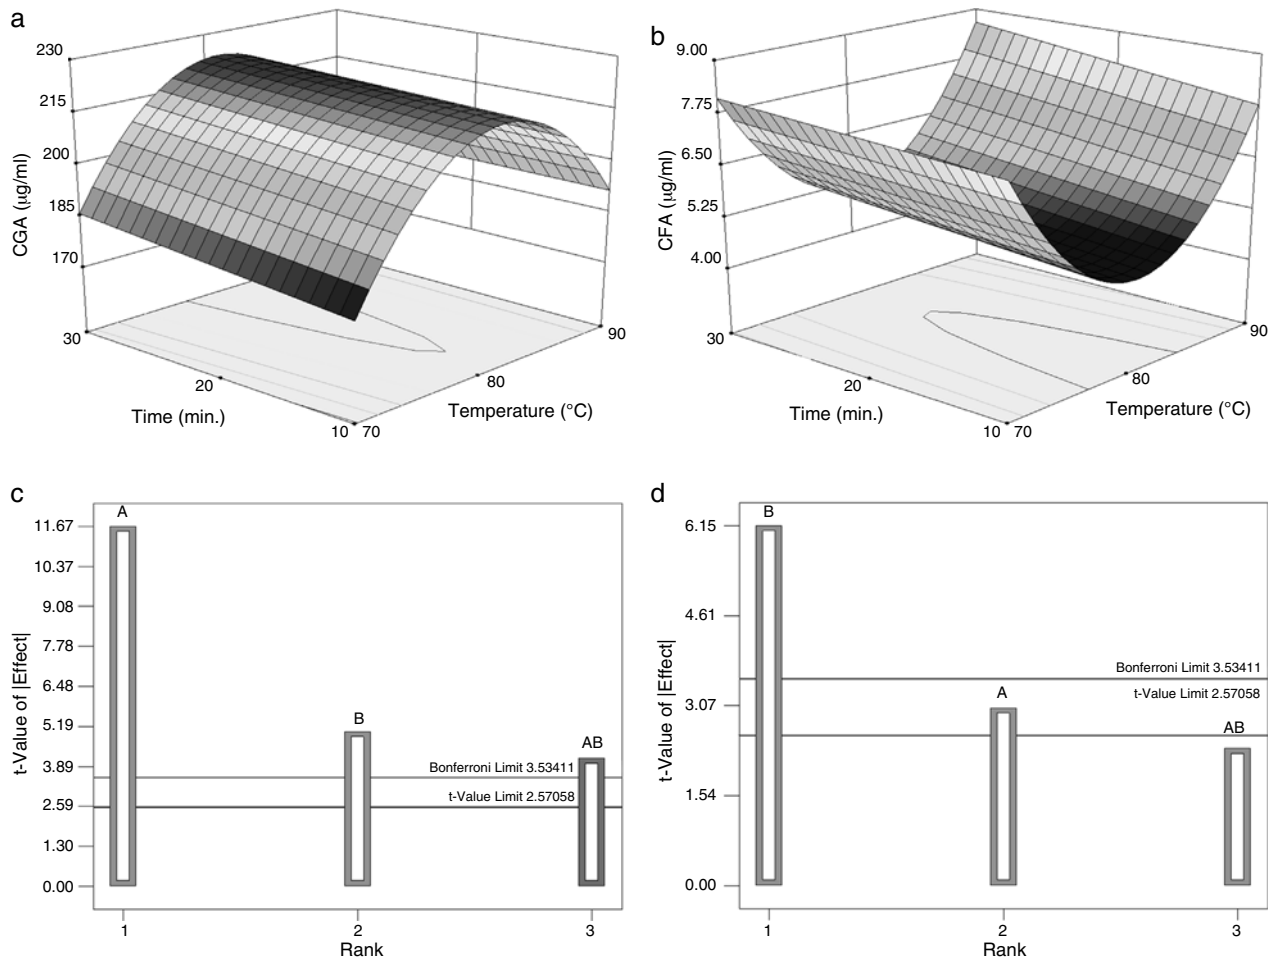 a
230
215
200
185
170
CGA (µg/ml)
30
20
10
Time (min.)
70
80
90
Temperature (°C)
b
9.00
7.75
6.50
5.25
4.00
CFA (µg/ml)
30
20
10
Time (min.)
70
80
90
Temperature (°C)
c
11.67
10.37
9.08
7.78
6.48
5.19
3.89
2.59
1.30
0.00
t-Value of |Effect|
A
B
AB
Bonferroni Limit 3.53411
t-Value Limit 2.57058
1
2
3
Rank
d
6.15
4.61
3.07
1.54
0.00
t-Value of |Effect|
B
A
AB
Bonferroni Limit 3.53411
t-Value Limit 2.57058
1
2
3
Rank